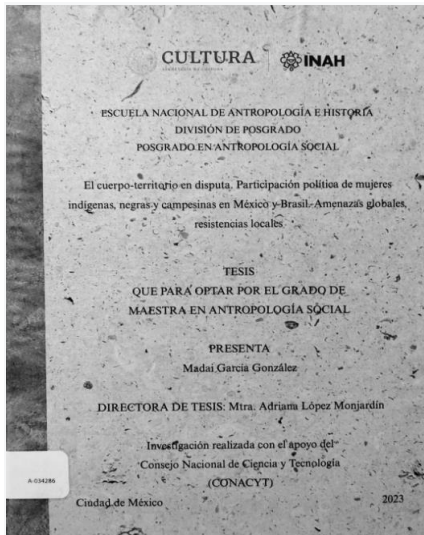 CULTURA
INAH
ESCUELA NACIONAL DE ANTROPOLOGÍA E HISTORIA
DIVISIÓN DE POSGRADO
POSGRADO EN ANTROPOLOGÍA SOCIAL
El cuerpo-territorio en disputa. Participación política de mujeres
indígenas, negras y campesinas en México y Brasil. Amenazas globales,
resistencias locales
TESIS
QUE PARA OPTAR POR EL GRADO DE
MAESTRA EN ANTROPOLOGÍA SOCIAL
PRESENTA
Madai García González
DIRECTORA DE TESIS: Mtra. Adriana López Monjardín
Investigación realizada con el apoyo del
Consejo Nacional de Ciencia y Tecnología
(CONACYT)
A-034286
Ciudad de México 2023